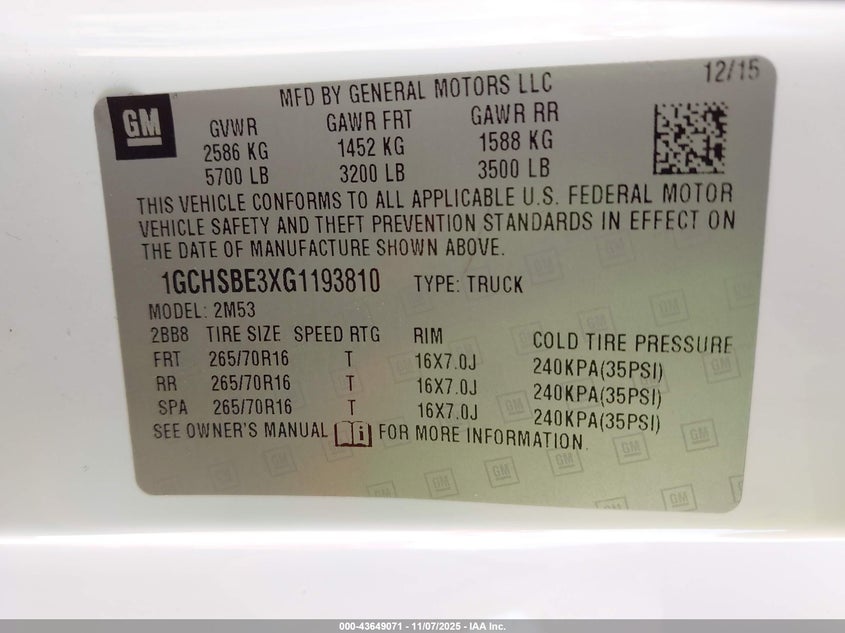 MFD BY GENERAL MOTORS LLC 12/15
GM
GVWR GAWR FRT GAWR RR
2586 KG 1452 KG 1588 KG
5700 LB 3200 LB 3500 LB
THIS VEHICLE CONFORMS TO ALL APPLICABLE U.S. FEDERAL MOTOR
VEHICLE SAFETY AND THEFT PREVENTION STANDARDS IN EFFECT ON
THE DATE OF MANUFACTURE SHOWN ABOVE.
1GCHSBE3XG1193810 TYPE: TRUCK
MODEL: 2M53
2BB8 TIRE SIZE SPEED RTG RIM COLD TIRE PRESSURE
FRT 265/70R16 T 16X7.0J 240KPA(35PSI)
RR 265/70R16 T 16X7.0J 240KPA(35PSI)
SPA 265/70R16 T 16X7.0J 240KPA(35PSI)
SEE OWNER'S MANUAL FOR MORE INFORMATION.
000-43649071 - 11/07/2025 - IAA Inc.